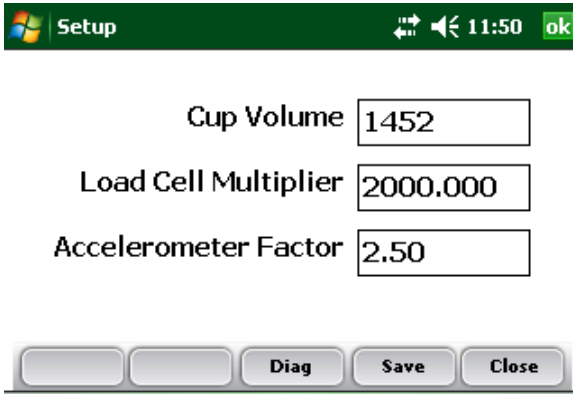 Setup 11:50 ok
Cup Volume 1452
Load Cell Multiplier 2000.000
Accelerometer Factor 2.50
Diag Save Close